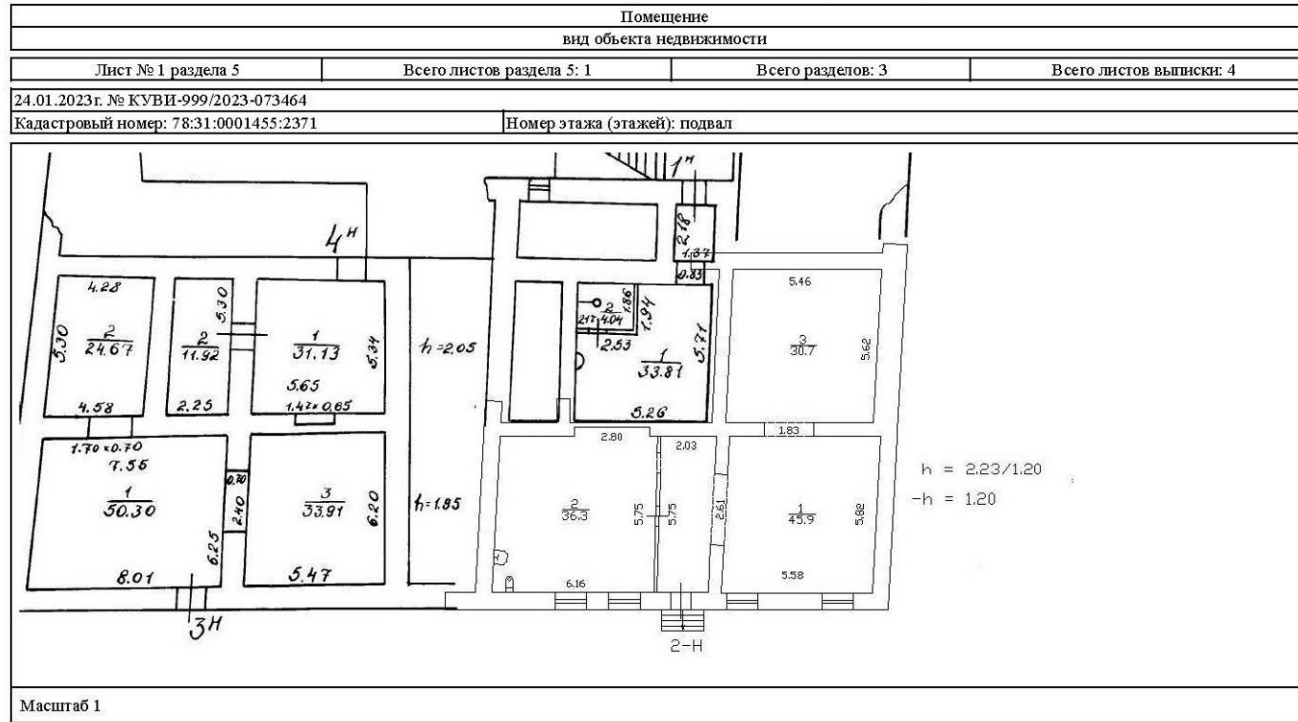 Помещение
вид объекта недвижимости
Лист № 1 раздела 5
Всего листов раздела 5: 1
Всего разделов: 3
Всего листов выписки: 4
24.01.2023г. № КУВИ-999/2023-073464
Кадастровый номер: 78:31:0001455:2371
Номер этажа (этажей): подвал
1Н
4Н
2.18
1.37
0.83
4.28
5.30
2
24.67
4.58
5.30
2
11.92
2.25
1
31.13
5.34
5.65
1.47x0.65
h=2.05
2
4.04
1.86
1.94
2.53
1
33.81
5.71
5.26
5.46
3
30.7
5.62
1.83
1.70x0.70
7.55
1
50.30
6.25
8.01
0.70
2.40
3
33.91
6.20
5.47
h=1.85
2.80
2
36.3
5.75
6.16
2.03
5.75
2.61
1
45.9
5.82
5.58
h = 2.23/1.20
-h = 1.20
3Н
2-Н
Масштаб 1